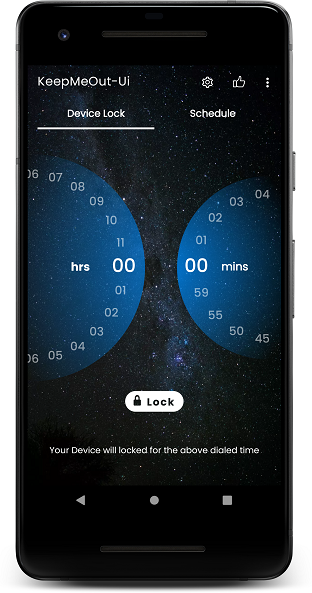 KeepMeOut-Ui
Device Lock Schedule
06 07 08 09 10 11
hrs 00
01 02 03 04 05 06
04 03 02 01
00 mins
59 55 50 45
Lock
Your Device will locked for the above dialed time